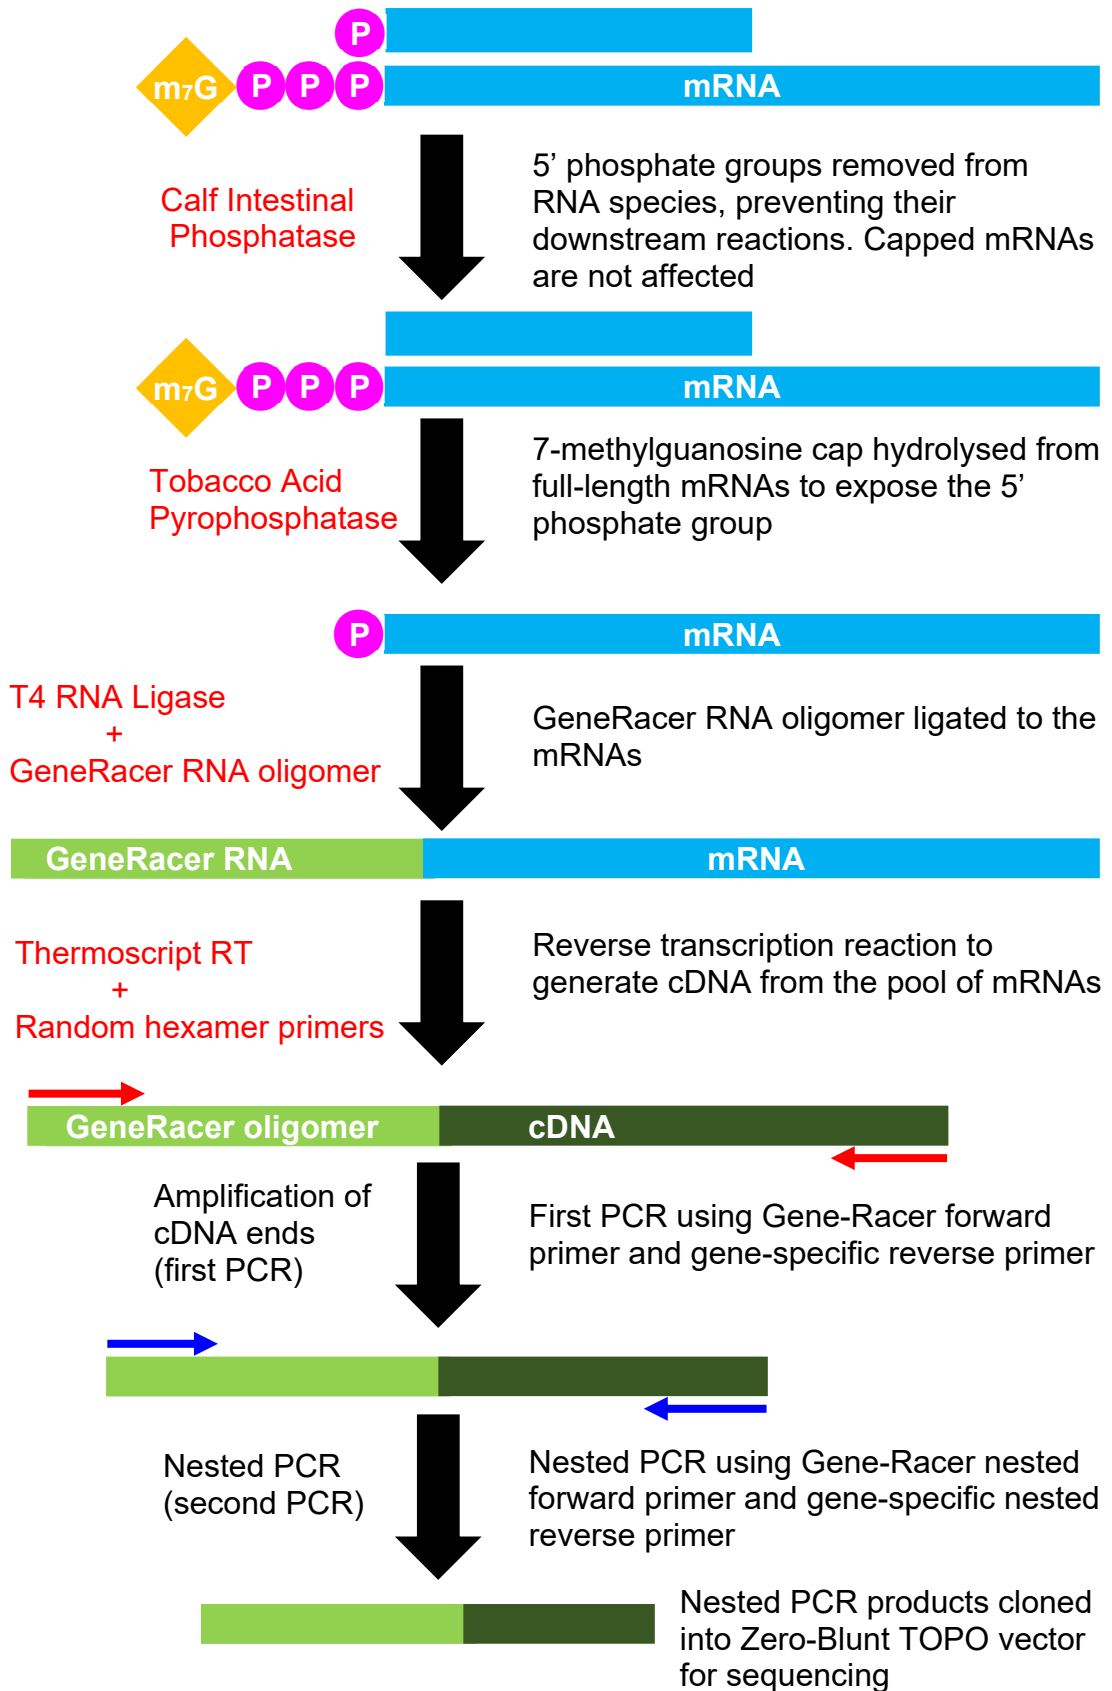 P
m7G P P P mRNA
Calf Intestinal
Phosphatase
5’ phosphate groups removed from
RNA species, preventing their
downstream reactions. Capped mRNAs
are not affected
m7G P P P mRNA
Tobacco Acid
Pyrophosphatase
7-methylguanosine cap hydrolysed from
full-length mRNAs to expose the 5’
phosphate group
P mRNA
T4 RNA Ligase
+
GeneRacer RNA oligomer
GeneRacer RNA oligomer ligated to the
mRNAs
GeneRacer RNA mRNA
Thermoscript RT
+
Random hexamer primers
Reverse transcription reaction to
generate cDNA from the pool of mRNAs
GeneRacer oligomer cDNA
Amplification of
cDNA ends
(first PCR)
First PCR using Gene-Racer forward
primer and gene-specific reverse primer
Nested PCR
(second PCR)
Nested PCR using Gene-Racer nested
forward primer and gene-specific nested
reverse primer
Nested PCR products cloned
into Zero-Blunt TOPO vector
for sequencing